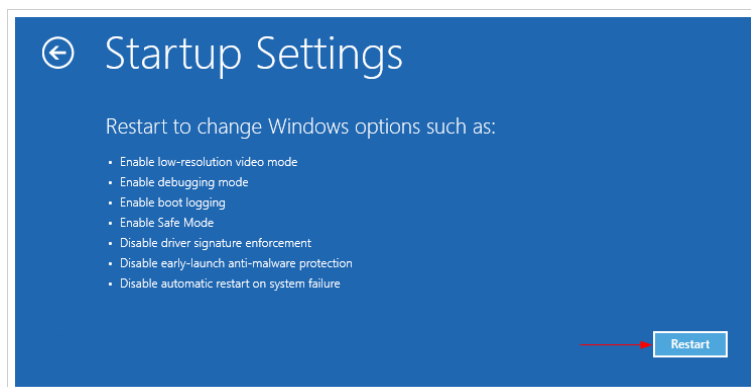 Startup Settings
Restart to change Windows options such as:
• Enable low-resolution video mode
• Enable debugging mode
• Enable boot logging
• Enable Safe Mode
• Disable driver signature enforcement
• Disable early-launch anti-malware protection
• Disable automatic restart on system failure
Restart